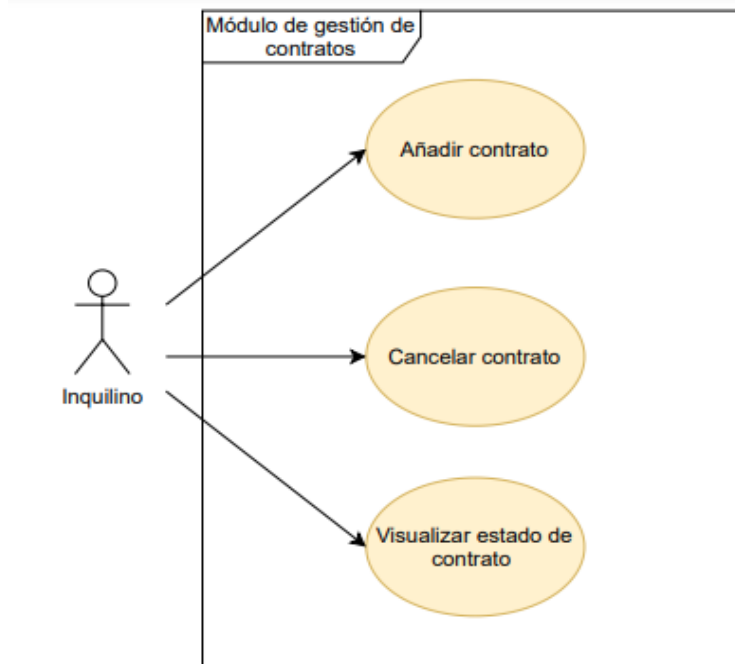 Módulo de gestión de
contratos
Añadir contrato
Cancelar contrato
Inquilino
Visualizar estado de
contrato